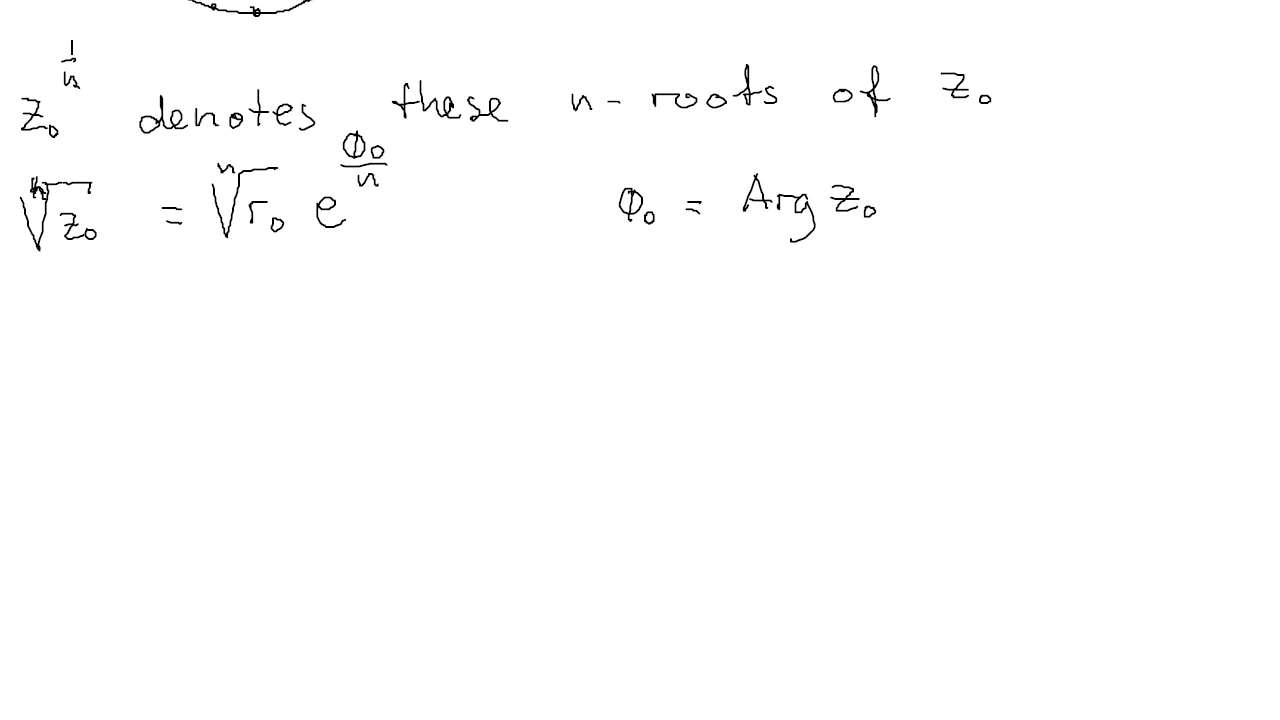 z₀^(1/n) denotes these n-roots of z₀
ⁿ√z₀ = ⁿ√r₀ e^(Φ₀/n) Φ₀ = Arg z₀